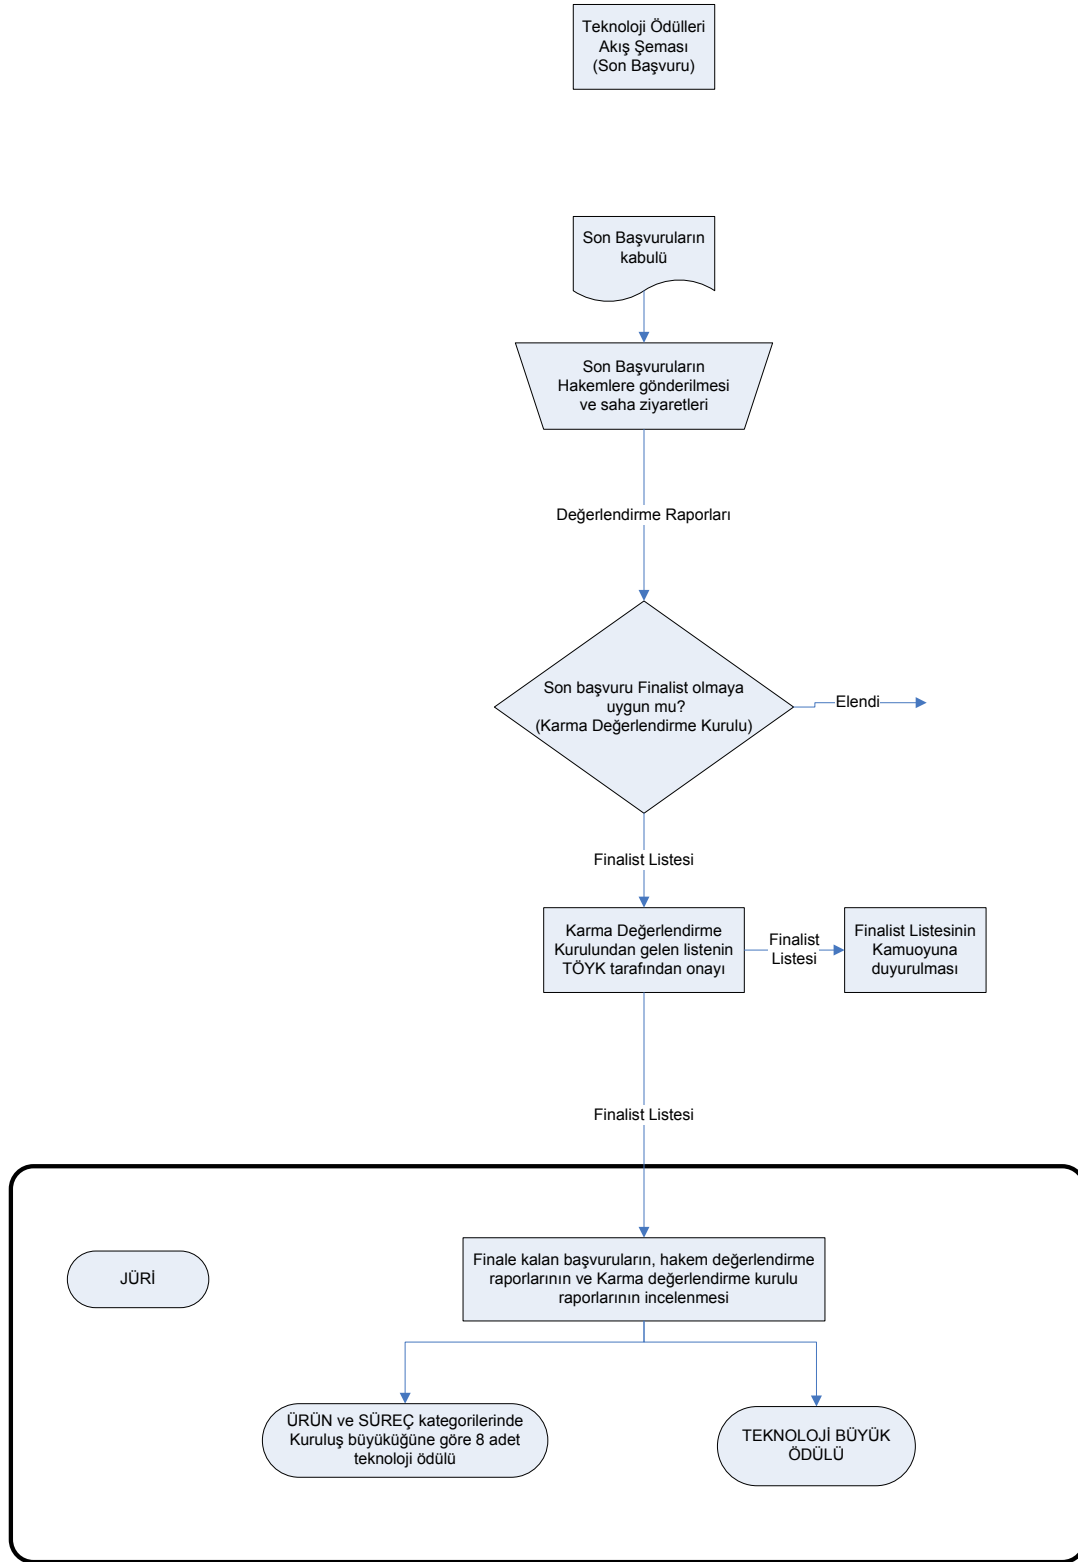 Teknoloji Ödülleri
Akış Şeması
(Son Başvuru)
Son Başvuruların
kabülü
Son Başvuruların
Hakemlere gönderilmesi
ve saha ziyaretleri
Değerlendirme Raporları
Son başvuru Finalist olmaya
uygun mu?
(Karma Değerlendirme Kurulu)
Elendi
Finalist Listesi
Karma Değerlendirme
Kurulundan gelen listenin
TÖYK tarafından onayı
Finalist
Listesi
Finalist Listesinin
Kamuoyuna
duyurulması
Finalist Listesi
JÜRİ
Finale kalan başvuruların, hakem değerlendirme
raporlarının ve Karma değerlendirme kurulu
raporlarının incelenmesi
ÜRÜN ve SÜREÇ kategorilerinde
Kuruluş büyüküğüne göre 8 adet
teknoloji ödülü
TEKNOLOJİ BÜYÜK
ÖDÜLÜ